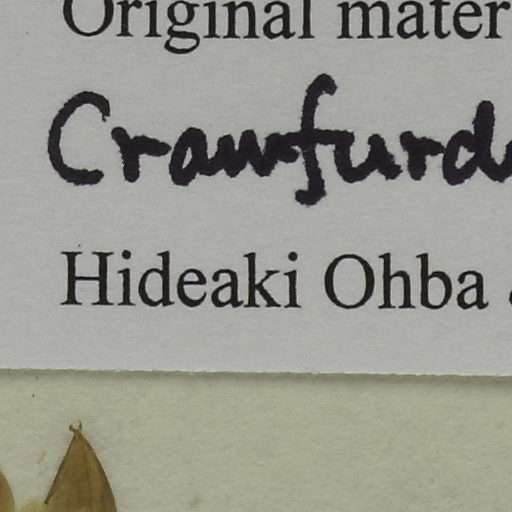 Original mater
Crawfurd
Hideaki Ohba